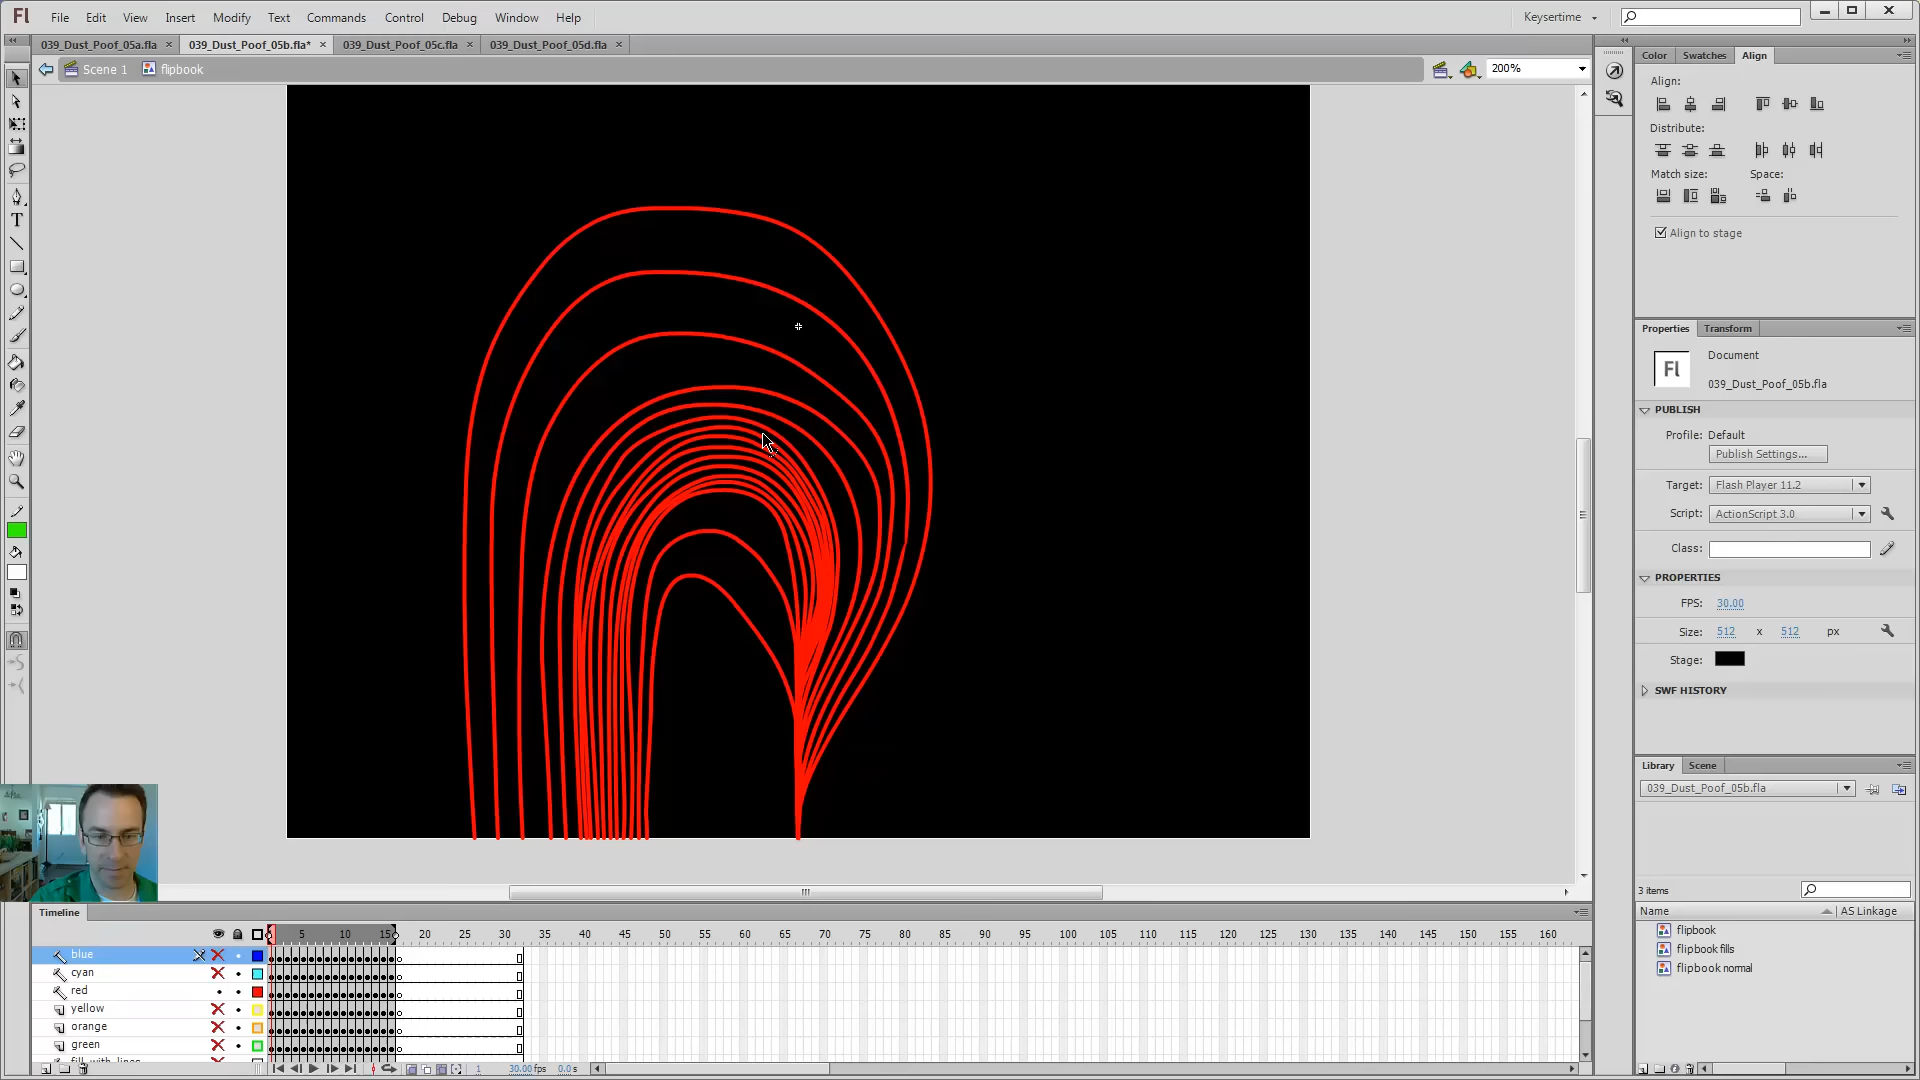 Fl File Edit View Insert Modify Text Commands Control Debug Window Help Keysertime
039_Dust_Poof_05a.fla × 039_Dust_Poof_05b.fla* × 039_Dust_Poof_05c.fla × 039_Dust_Poof_05d.fla ×
Scene 1 flipbook 200%
Color Swatches Align
Align:
Distribute:
Match size: Space:
Align to stage
Properties Transform
Fl Document
039_Dust_Poof_05b.fla
PUBLISH
Profile: Default
Publish Settings...
Target: Flash Player 11.2
Script: ActionScript 3.0
Class:
PROPERTIES
FPS: 30.00
Size: 512 x 512 px
Stage:
SWF HISTORY
Library Scene
039_Dust_Poof_05b.fla
3 items
Name AS Linkage
flipbook
flipbook fills
flipbook normal
Timeline
5 10 15 20 25 30 35 40 45 50 55 60 65 70 75 80 85 90 95 100 105 110 115 120 125 130 135 140 145 150 155 160
blue
cyan
red
yellow
orange
green
fill_with_lines
1 30.00 fps 0.0 s